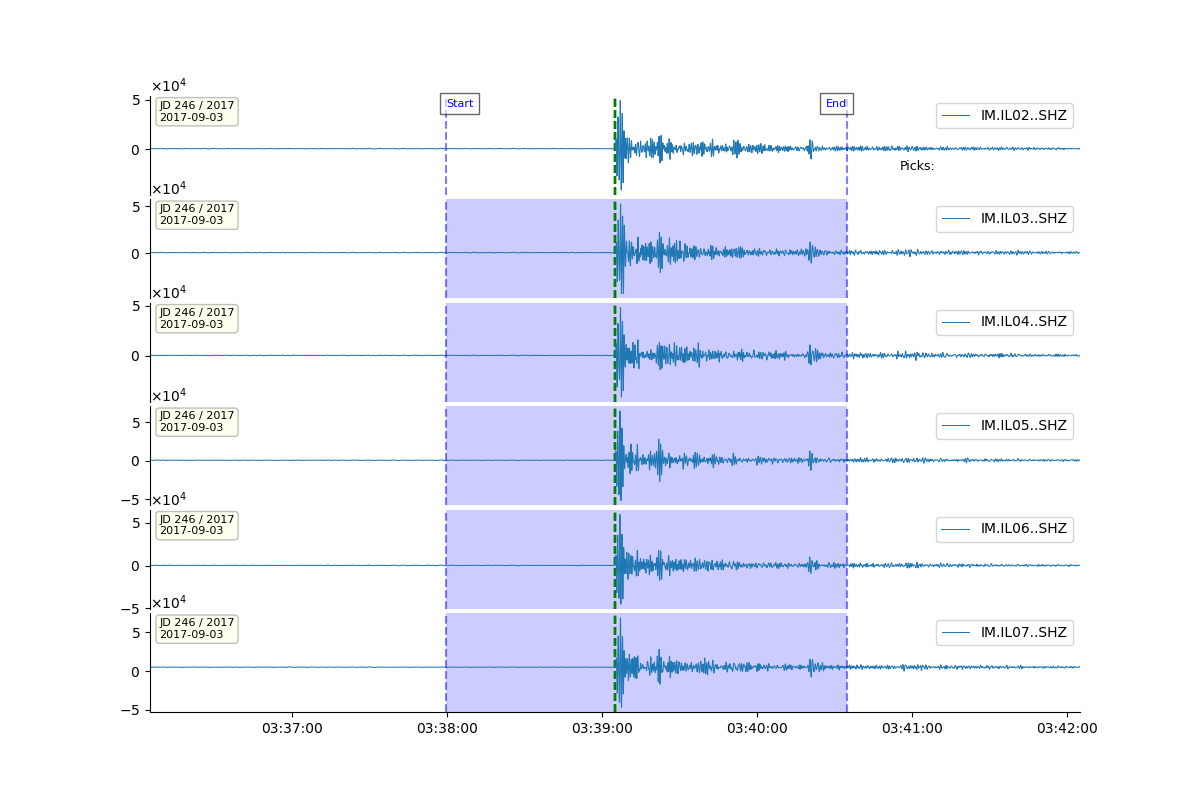 ×10⁴
JD 246 / 2017
2017-09-03
Start
End
IM.IL02..SHZ
5
0
Picks:
×10⁴
JD 246 / 2017
2017-09-03
IM.IL03..SHZ
5
0
×10⁴
JD 246 / 2017
2017-09-03
IM.IL04..SHZ
5
0
×10⁴
JD 246 / 2017
2017-09-03
IM.IL05..SHZ
5
0
−5
×10⁴
JD 246 / 2017
2017-09-03
IM.IL06..SHZ
5
0
−5
×10⁴
JD 246 / 2017
2017-09-03
IM.IL07..SHZ
5
0
−5
03:37:00 03:38:00 03:39:00 03:40:00 03:41:00 03:42:00